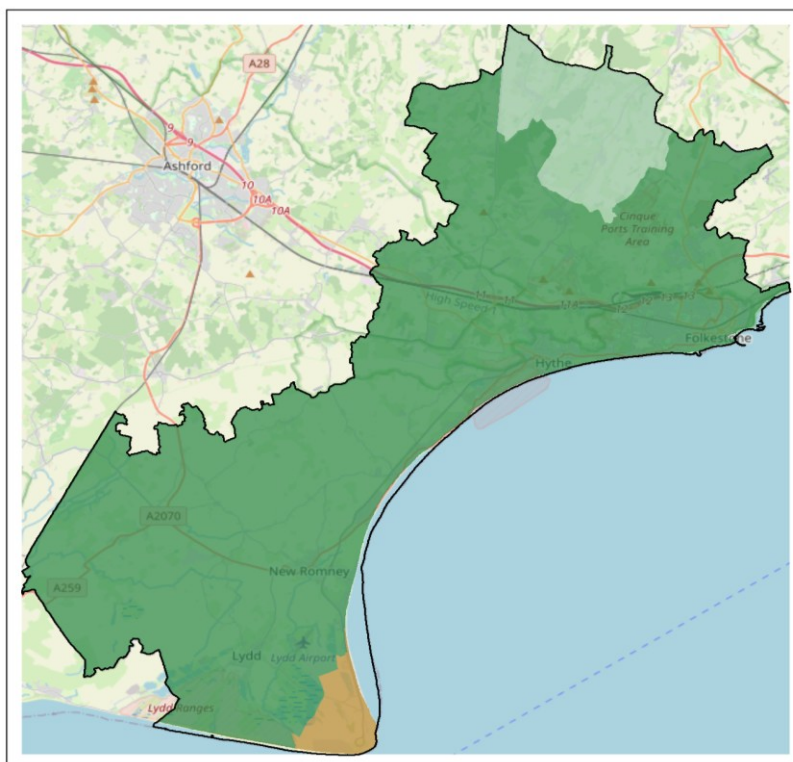 A28
9
9
Ashford
10
10A
10A
Cinque
Ports Training
Area
High Speed 1
Folkestone
Hythe
A2070
New Romney
A259
Lydd
Lydd Airport
Lydd Ranges